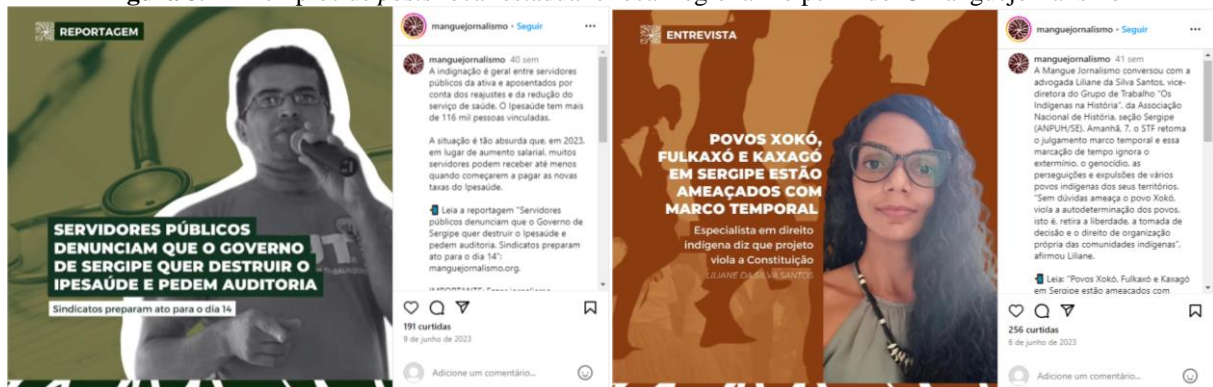 REPORTAGEM
SERVIDORES PÚBLICOS
DENUNCIAM QUE O GOVERNO
DE SERGIPE QUER DESTRUIR O
IPESAÚDE E PEDEM AUDITORIA
Sindicatos preparam ato para o dia 14
manguejornalismo • Seguir
manguejornalismo 40 sem
A indignação é geral entre servidores
públicos da ativa e aposentados por
conta dos reajustes e da redução do
serviço de saúde. O Ipesaúde tem mais
de 116 mil pessoas vinculadas.
A situação é tão absurda que, em 2023,
em lugar de aumento salarial, muitos
servidores podem receber até menos
quando começarem a pagar as novas
taxas do Ipesaúde.
Leia a reportagem "Servidores
públicos denunciam que o Governo de
Sergipe quer destruir o Ipesaúde e
pedem auditoria. Sindicatos preparam
ato para o dia 14":
manguejornalismo.org.
191 curtidas
9 de junho de 2023
Adicione um comentário...
ENTREVISTA
POVOS XOKÓ,
FULKAXÓ E KAXAGÓ
EM SERGIPE ESTÃO
AMEAÇADOS COM
MARCO TEMPORAL
Especialista em direito
indígena diz que projeto
viola a Constituição
LILIANE DA SILVA SANTOS
manguejornalismo • Seguir
manguejornalismo 41 sem
A Mangue Jornalismo conversou com a
advogada Liliane da Silva Santos, vice-
diretora do Grupo de Trabalho "Os
Indígenas na História", da Associação
Nacional de História, seção Sergipe
(ANPUH/SE). Amanhã, 7, o STF retoma
o julgamento marco temporal e essa
marcação de tempo ignora o
extermínio, o genocídio, as
perseguições e expulsões de vários
povos indígenas dos seus territórios.
"Sem dúvidas ameaça o povo Xokó,
viola a autodeterminação dos povos,
isto é, retira a liberdade, a tomada de
decisão e o direito de organização
própria das comunidades indígenas",
afirmou Liliane.
Leia: "Povos Xokó, Fulkaxó e Kaxagó
em Sergipe estão ameaçados com
256 curtidas
6 de junho de 2023
Adicione um comentário...